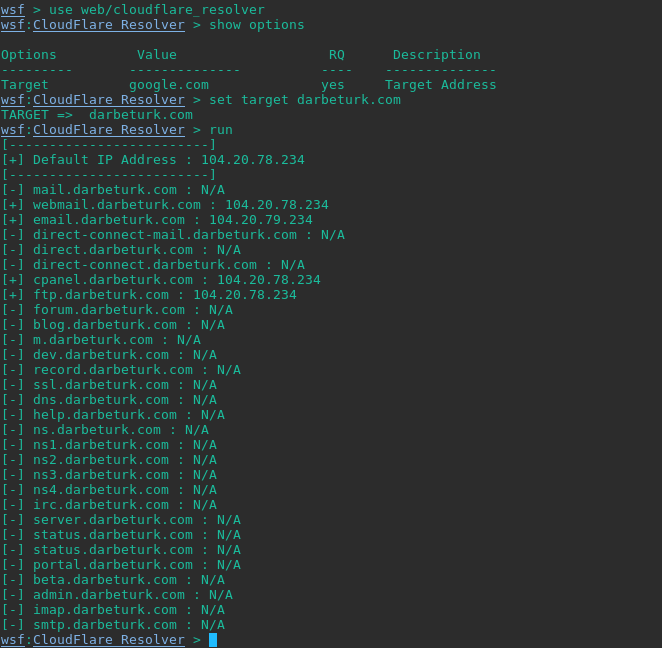 wsf > use web/cloudflare_resolver
wsf:CloudFlare Resolver > show options
Options Value RQ Description
--------- -------------- ---- --------------
Target google.com yes Target Address
wsf:CloudFlare Resolver > set target darbeturk.com
TARGET => darbeturk.com
wsf:CloudFlare Resolver > run
[-------------------------]
[+] Default IP Address : 104.20.78.234
[-------------------------]
[-] mail.darbeturk.com : N/A
[+] webmail.darbeturk.com : 104.20.78.234
[+] email.darbeturk.com : 104.20.79.234
[-] direct-connect-mail.darbeturk.com : N/A
[-] direct.darbeturk.com : N/A
[-] direct-connect.darbeturk.com : N/A
[+] cpanel.darbeturk.com : 104.20.78.234
[+] ftp.darbeturk.com : 104.20.78.234
[-] forum.darbeturk.com : N/A
[-] blog.darbeturk.com : N/A
[-] m.darbeturk.com : N/A
[-] dev.darbeturk.com : N/A
[-] record.darbeturk.com : N/A
[-] ssl.darbeturk.com : N/A
[-] dns.darbeturk.com : N/A
[-] help.darbeturk.com : N/A
[-] ns.darbeturk.com : N/A
[-] ns1.darbeturk.com : N/A
[-] ns2.darbeturk.com : N/A
[-] ns3.darbeturk.com : N/A
[-] ns4.darbeturk.com : N/A
[-] irc.darbeturk.com : N/A
[-] server.darbeturk.com : N/A
[-] status.darbeturk.com : N/A
[-] status.darbeturk.com : N/A
[-] portal.darbeturk.com : N/A
[-] beta.darbeturk.com : N/A
[-] admin.darbeturk.com : N/A
[-] imap.darbeturk.com : N/A
[-] smtp.darbeturk.com : N/A
wsf:CloudFlare Resolver >